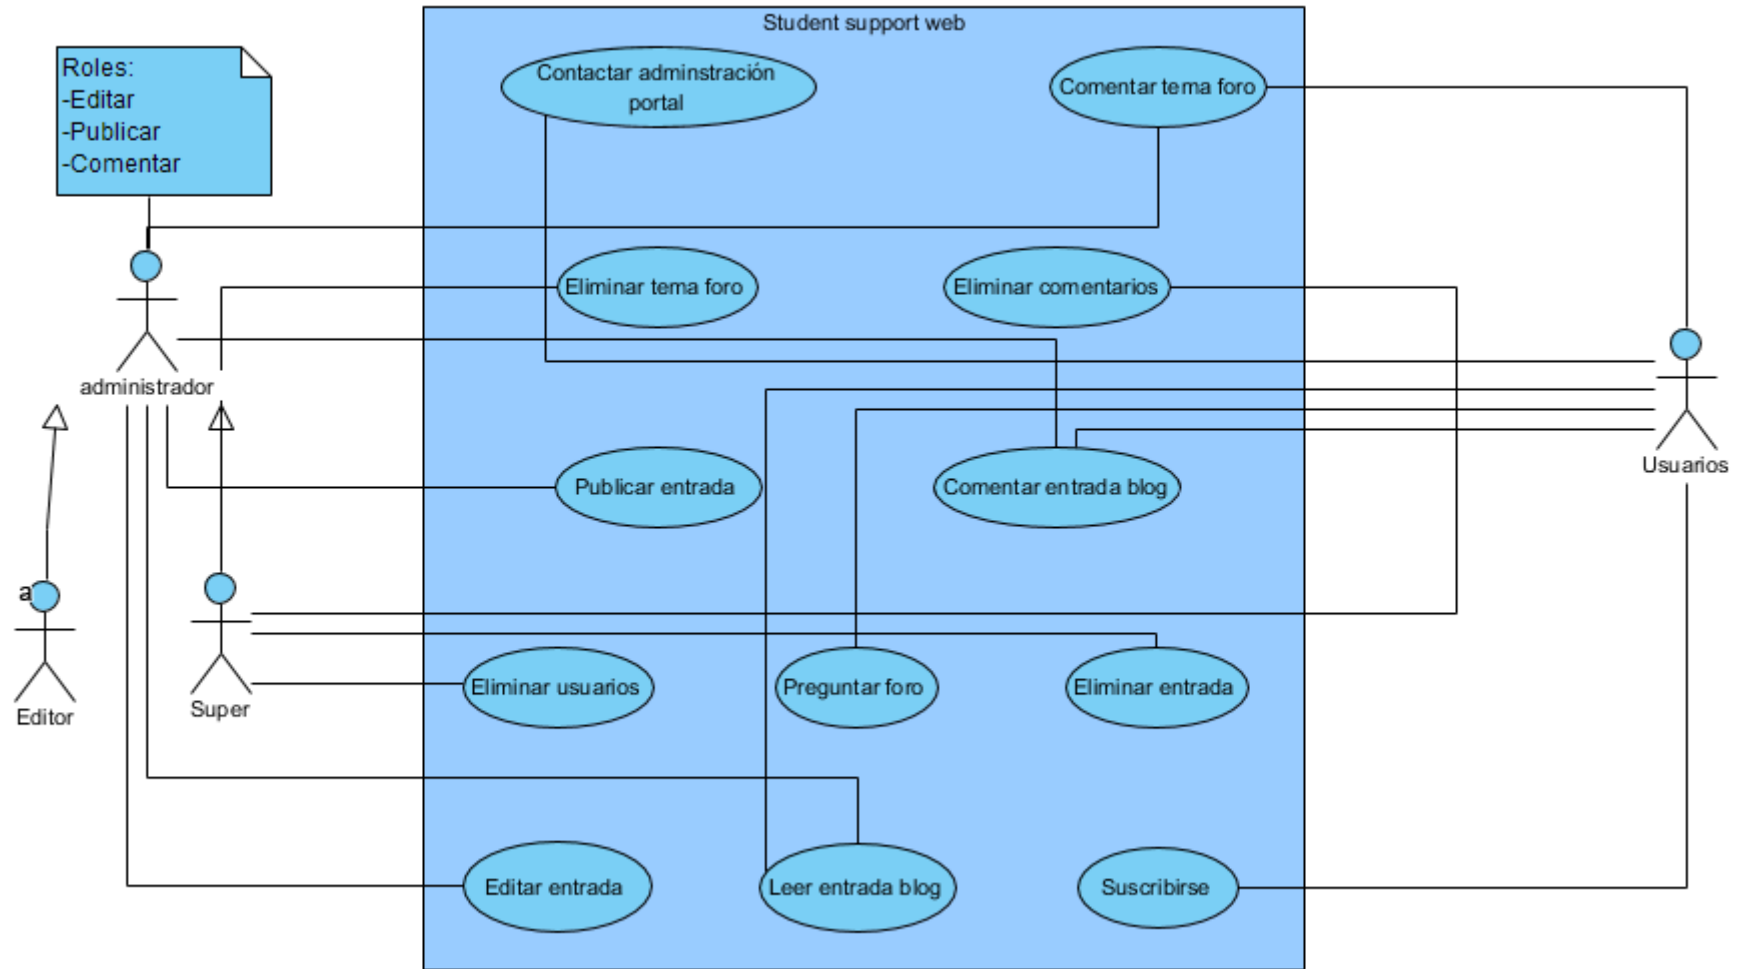 Student support web
Roles:
-Editar
-Publicar
-Comentar
Contactar adminstración
portal
Comentar tema foro
Eliminar tema foro
Eliminar comentarios
administrador
Usuarios
Publicar entrada
Comentar entrada blog
a
Editor
Super
Eliminar usuarios
Preguntar foro
Eliminar entrada
Editar entrada
Leer entrada blog
Suscribirse